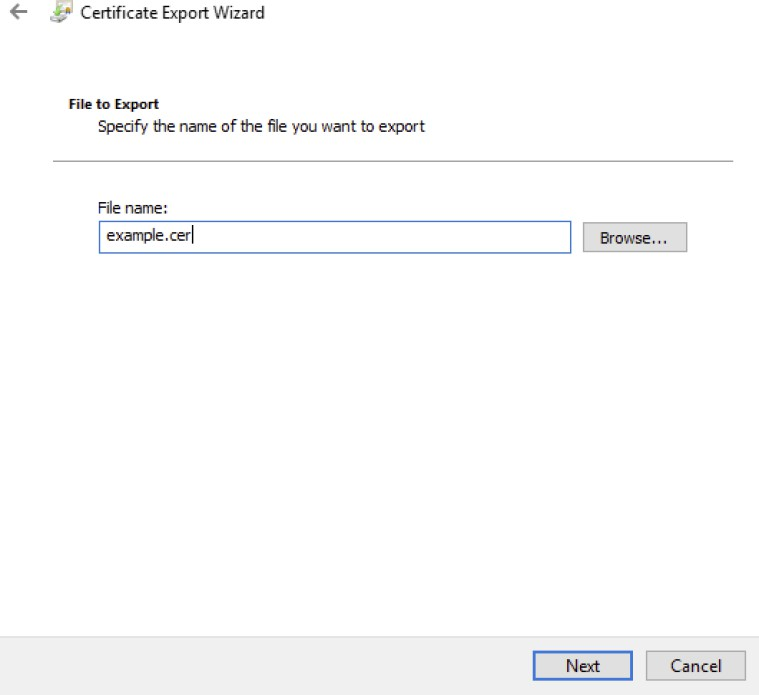 Certificate Export Wizard
File to Export
Specify the name of the file you want to export
File name:
example.cer
Browse...
Next
Cancel